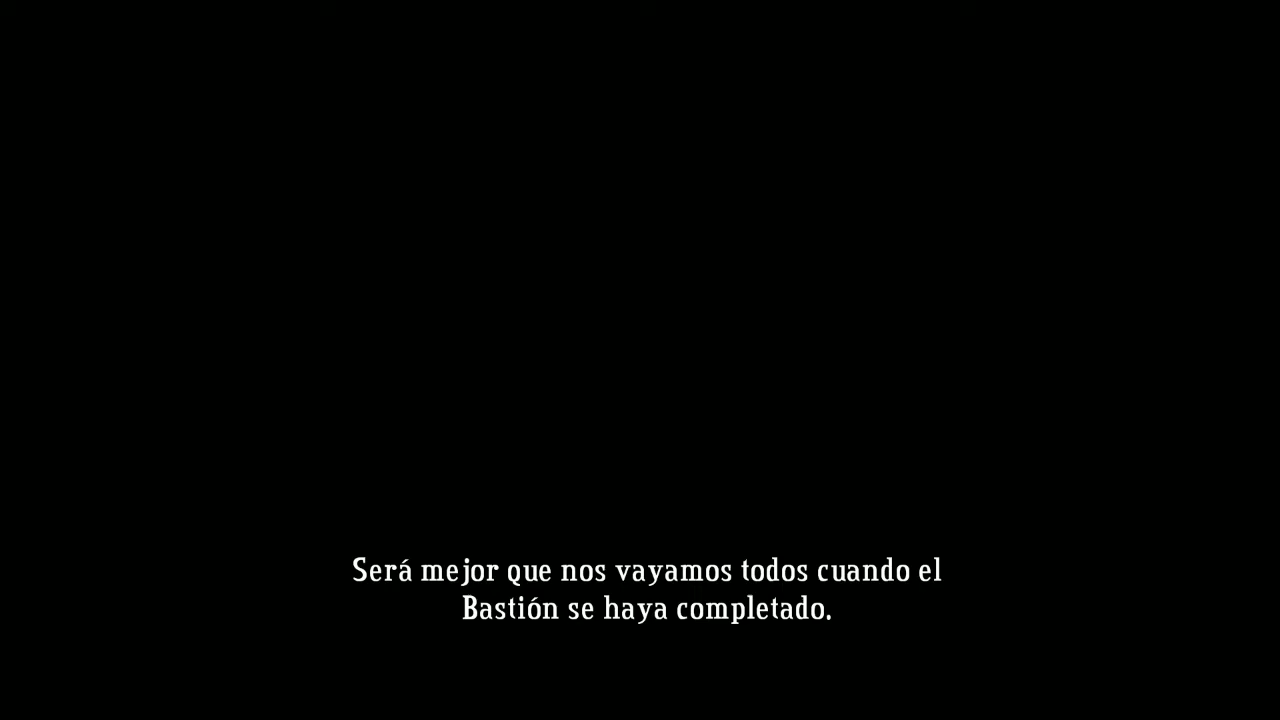 Será mejor que nos vayamos todos cuando el
Bastión se haya completado.